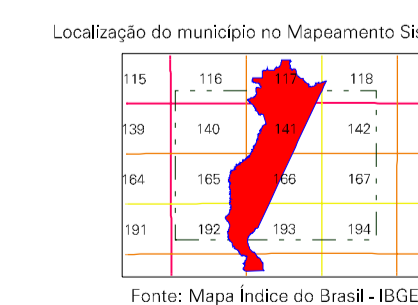 Localização do município no Mapeamento Sis
115 116 117 118
139 140 141 142
164 165 166 167
191 192 193 194
Fonte: Mapa Índice do Brasil - IBGE